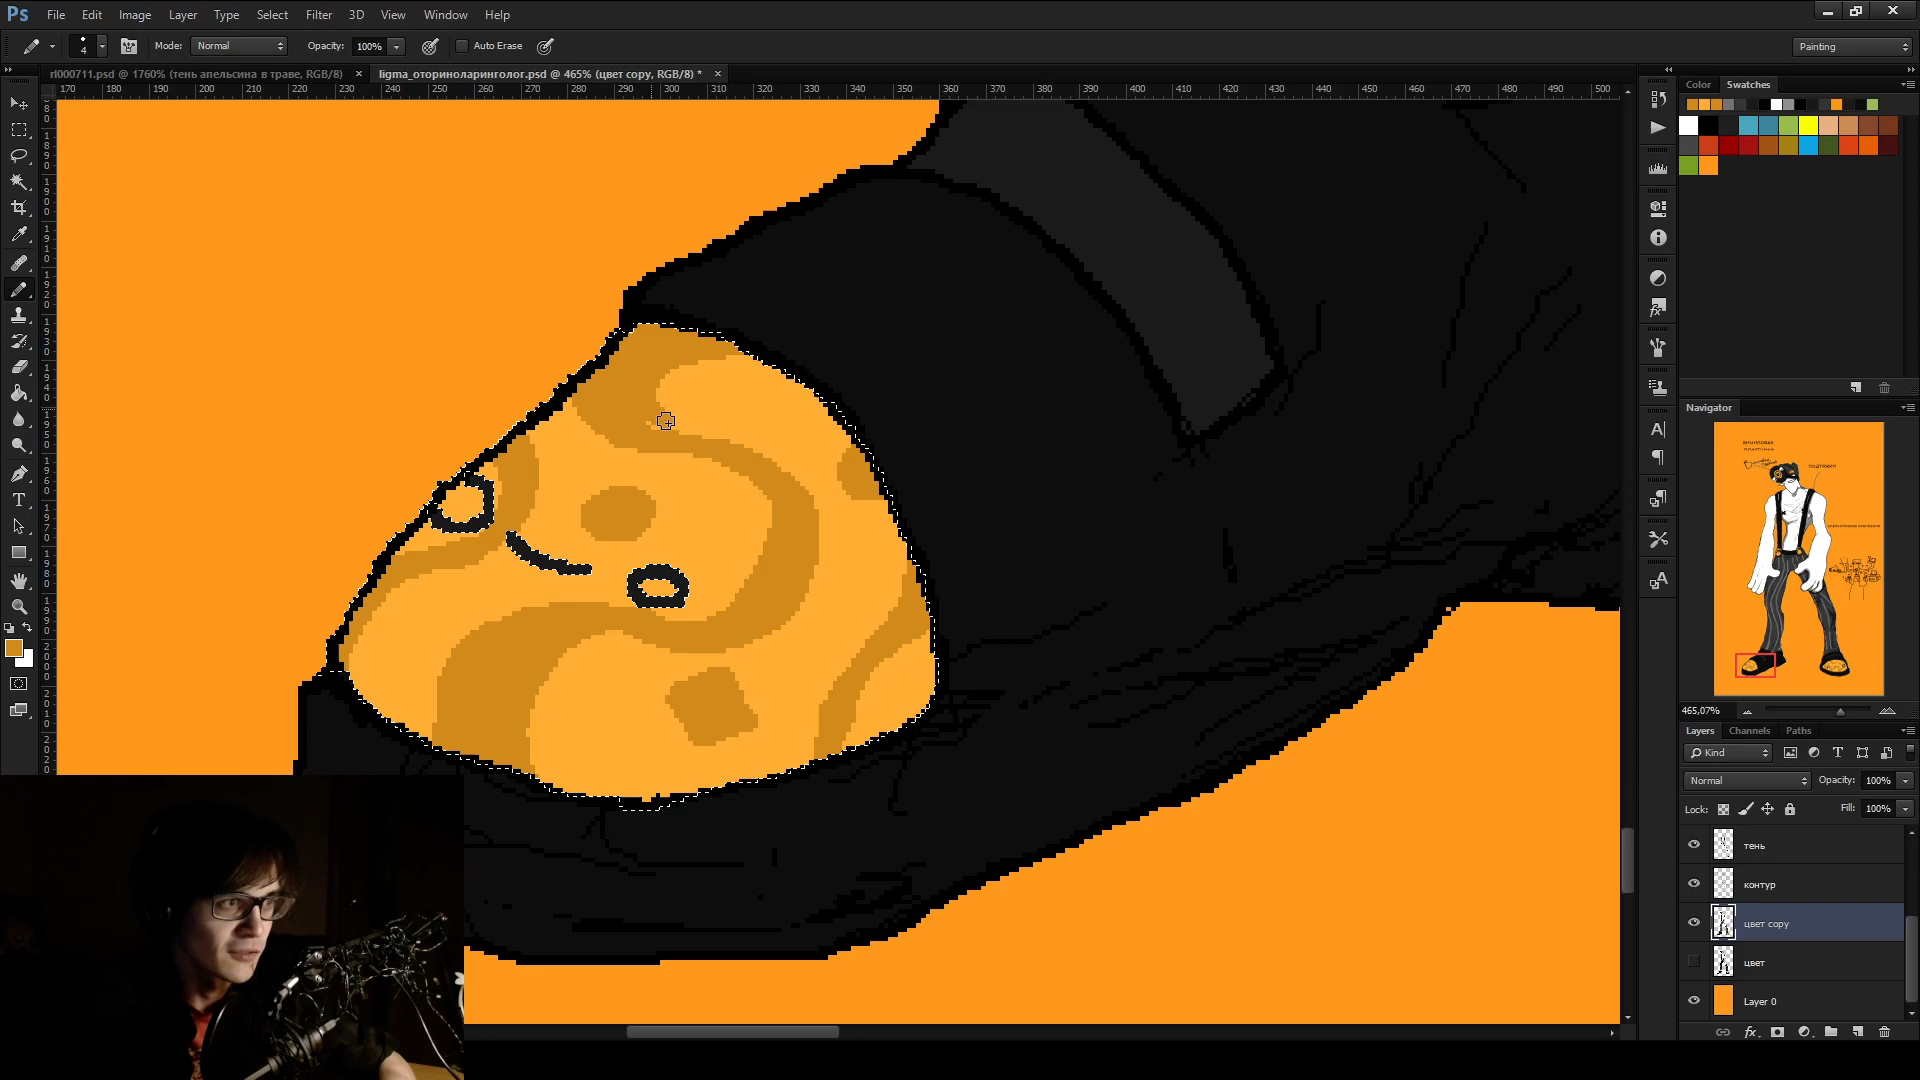 Ps File Edit Image Layer Type Select Filter 3D View Window Help
4 Mode: Normal Opacity: 100% Auto Erase Painting
rl000711.psd @ 1760% (тень апельсина в траве, RGB/8) × ligma_оториноларинголог.psd @ 465% (цвет copy, RGB/8) * ×
170 180 190 200 210 220 230 240 250 260 270 280 290 300 310 320 330 340 350 360 370 380 390 400 410 420 430 440 450 460 470 480 490 500
Color Swatches
Navigator
ВИНИЛОВАЯ
ПЛАСТИНКА
ПОДТЯЖКИ
465,07%
Layers Channels Paths
Kind
Normal Opacity: 100%
Lock: Fill: 100%
тень
контур
цвет copy
цвет
Layer 0